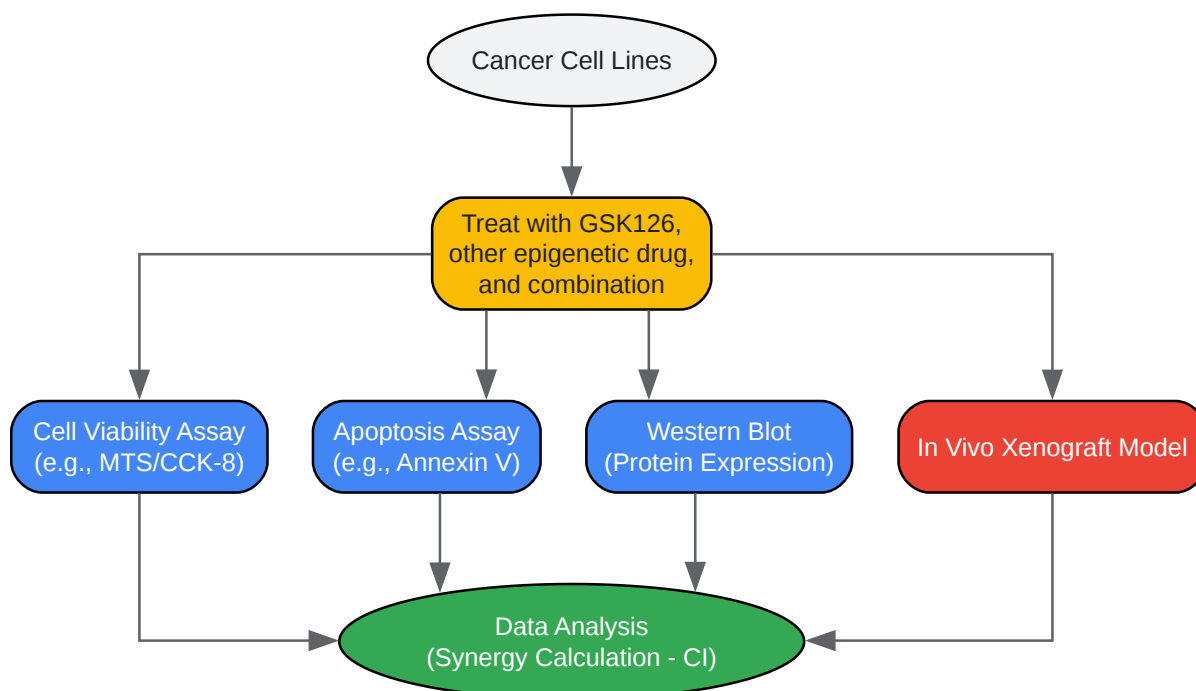 Cancer Cell Lines
Treat with GSK126,
other epigenetic drug,
and combination
Cell Viability Assay
(e.g., MTS/CCK-8)
Apoptosis Assay
(e.g., Annexin V)
Western Blot
(Protein Expression)
In Vivo Xenograft Model
Data Analysis
(Synergy Calculation - CI)